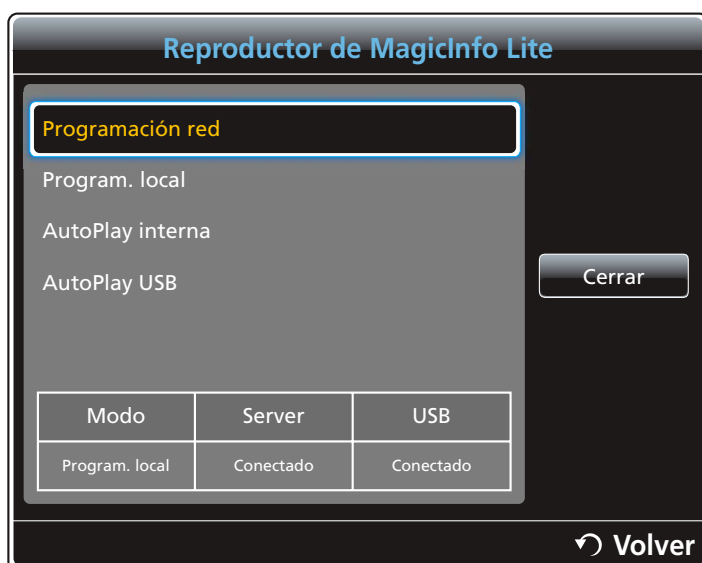 Reproductor de MagicInfo Lite
Programación red
Program. local
AutoPlay interna
AutoPlay USB
Cerrar
Modo Server USB
Program. local Conectado Conectado
Volver